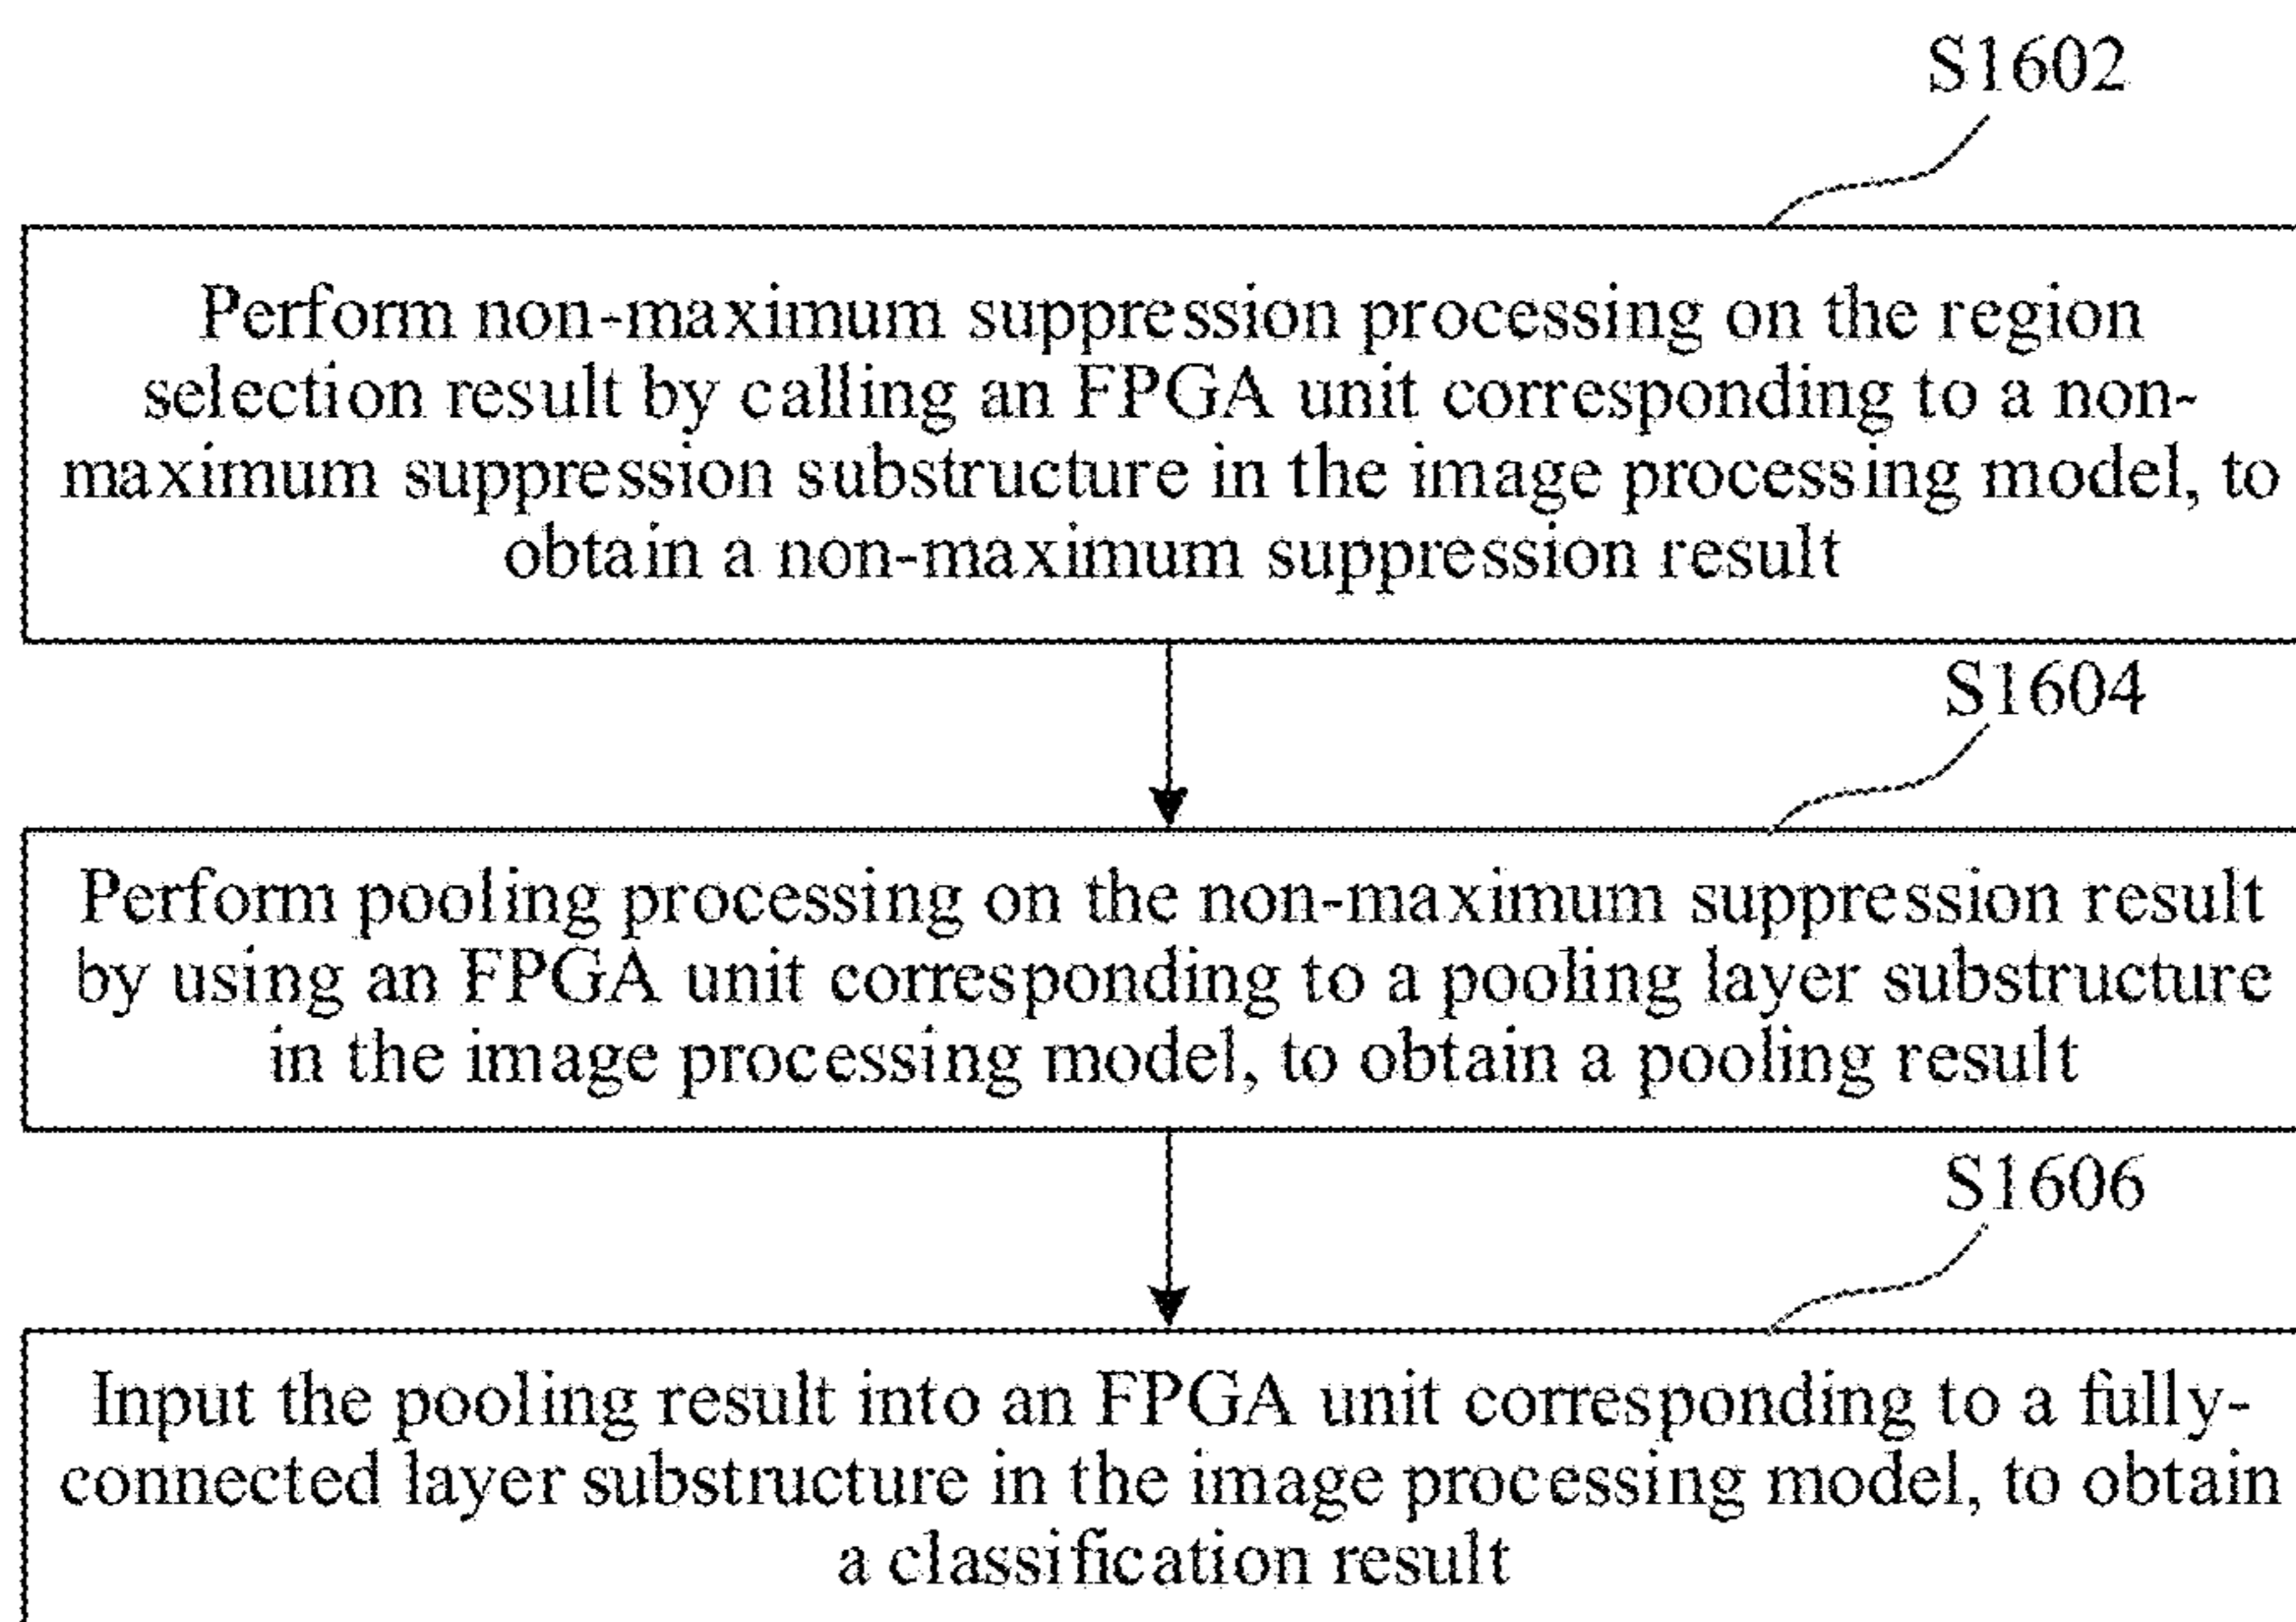 S1602
Perform non-maximum suppression processing on the region
selection result by calling an FPGA unit corresponding to a non-
maximum suppression substructure in the image processing model, to
obtain a non-maximum suppression result
S1604
Perform pooling processing on the non-maximum suppression result
by using an FPGA unit corresponding to a pooling layer substructure
in the image processing model, to obtain a pooling result
S1606
Input the pooling result into an FPGA unit corresponding to a fully-
connected layer substructure in the image processing model, to obtain
a classification result